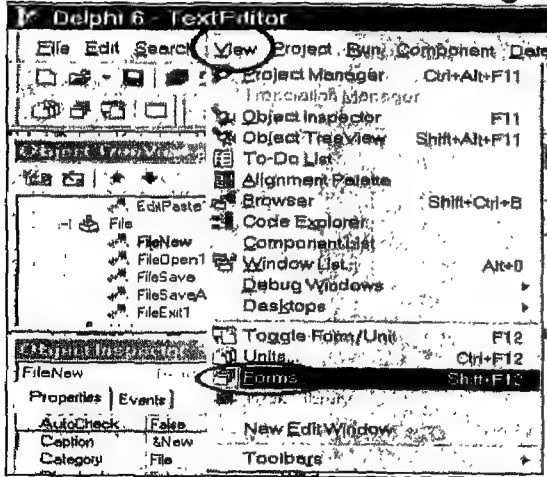 Delphi 6 - TextEditor
File Edit Search View Project Run Component Data
Project Manager Ctrl+Alt+F11
Translation Manager
Object Inspector F11
Object TreeView Shift+Alt+F11
To-Do List
Alignment Palette
Browser Shift+Ctrl+B
EditPaste
Code Explorer
File
Component List
FileNew
Window List... Alt+0
FileOpen1
Debug Windows
FileSave
Desktops
FileSaveA
FileExit1
Toggle Form/Unit F12
Units... Ctrl+F12
FileNew
Forms... Shift+F12
Properties Events
AutoCheck False
New Edit Window
Caption &New
Category File
Toolbars